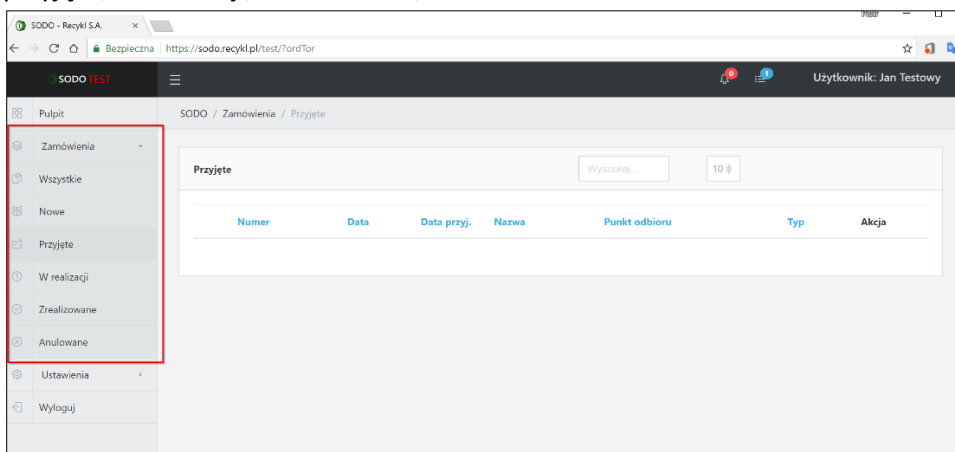 SODO - Recykl S.A.
Bezpieczna https://sodo.recykl.pl/test/?ordTor
SODO TEST
0
1
Użytkownik: Jan Testowy
Pulpit
SODO / Zamówienia / Przyjęte
Zamówienia
Wszystkie
Nowe
Przyjęte
W realizacji
Zrealizowane
Anulowane
Ustawienia
Wyloguj
Przyjęte
Wyszukaj...
10
Numer Data Data przyj. Nazwa Punkt odbioru Typ Akcja